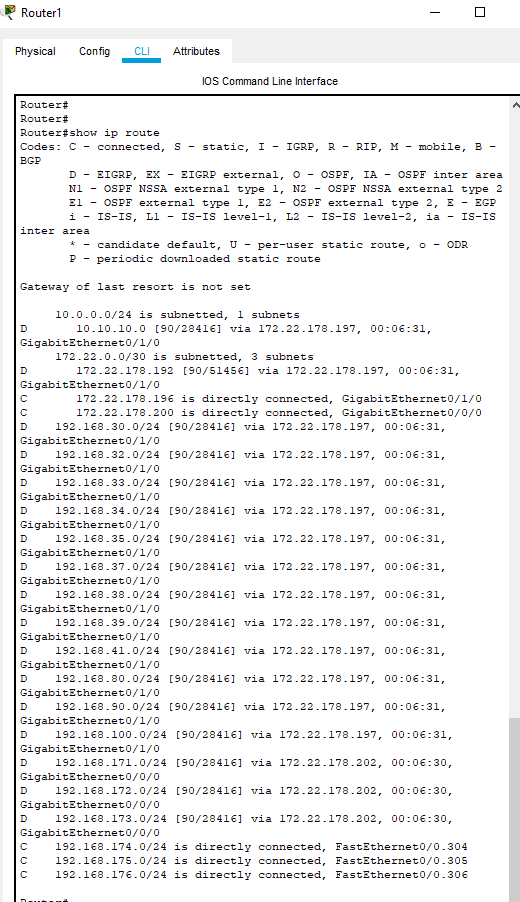 Router1
Physical Config CLI Attributes
IOS Command Line Interface
Router#
Router#
Router#show ip route
Codes: C - connected, S - static, I - IGRP, R - RIP, M - mobile, B -
BGP
       D - EIGRP, EX - EIGRP external, O - OSPF, IA - OSPF inter area
       N1 - OSPF NSSA external type 1, N2 - OSPF NSSA external type 2
       E1 - OSPF external type 1, E2 - OSPF external type 2, E - EGP
       i - IS-IS, L1 - IS-IS level-1, L2 - IS-IS level-2, ia - IS-IS
inter area
       * - candidate default, U - per-user static route, o - ODR
       P - periodic downloaded static route
Gateway of last resort is not set
     10.0.0.0/24 is subnetted, 1 subnets
D       10.10.10.0 [90/28416] via 172.22.178.197, 00:06:31,
GigabitEthernet0/1/0
     172.22.0.0/30 is subnetted, 3 subnets
D       172.22.178.192 [90/51456] via 172.22.178.197, 00:06:31,
GigabitEthernet0/1/0
C       172.22.178.196 is directly connected, GigabitEthernet0/1/0
C       172.22.178.200 is directly connected, GigabitEthernet0/0/0
D    192.168.30.0/24 [90/28416] via 172.22.178.197, 00:06:31,
GigabitEthernet0/1/0
D    192.168.32.0/24 [90/28416] via 172.22.178.197, 00:06:31,
GigabitEthernet0/1/0
D    192.168.33.0/24 [90/28416] via 172.22.178.197, 00:06:31,
GigabitEthernet0/1/0
D    192.168.34.0/24 [90/28416] via 172.22.178.197, 00:06:31,
GigabitEthernet0/1/0
D    192.168.35.0/24 [90/28416] via 172.22.178.197, 00:06:31,
GigabitEthernet0/1/0
D    192.168.37.0/24 [90/28416] via 172.22.178.197, 00:06:31,
GigabitEthernet0/1/0
D    192.168.38.0/24 [90/28416] via 172.22.178.197, 00:06:31,
GigabitEthernet0/1/0
D    192.168.39.0/24 [90/28416] via 172.22.178.197, 00:06:31,
GigabitEthernet0/1/0
D    192.168.41.0/24 [90/28416] via 172.22.178.197, 00:06:31,
GigabitEthernet0/1/0
D    192.168.80.0/24 [90/28416] via 172.22.178.197, 00:06:31,
GigabitEthernet0/1/0
D    192.168.90.0/24 [90/28416] via 172.22.178.197, 00:06:31,
GigabitEthernet0/1/0
D    192.168.100.0/24 [90/28416] via 172.22.178.197, 00:06:31,
GigabitEthernet0/1/0
D    192.168.171.0/24 [90/28416] via 172.22.178.202, 00:06:30,
GigabitEthernet0/0/0
D    192.168.172.0/24 [90/28416] via 172.22.178.202, 00:06:30,
GigabitEthernet0/0/0
D    192.168.173.0/24 [90/28416] via 172.22.178.202, 00:06:30,
GigabitEthernet0/0/0
C    192.168.174.0/24 is directly connected, FastEthernet0/0.304
C    192.168.175.0/24 is directly connected, FastEthernet0/0.305
C    192.168.176.0/24 is directly connected, FastEthernet0/0.306
Router#